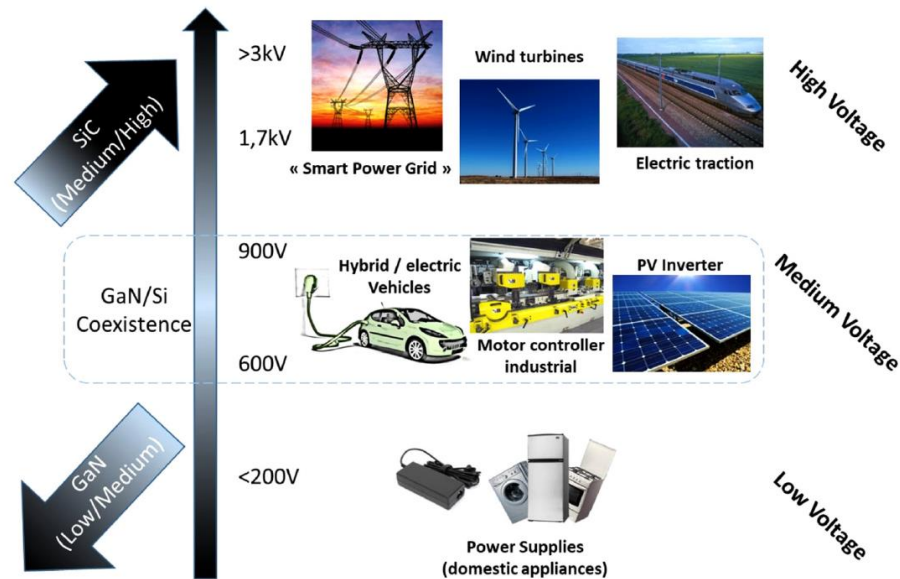 >3kV
Wind turbines
High Voltage
SiC
(Medium/High)
1,7kV
« Smart Power Grid »
Electric traction
900V
Hybrid / electric
Vehicles
PV Inverter
Medium Voltage
GaN/Si
Coexistence
Motor controller
industrial
600V
GaN
(Low/Medium)
<200V
Low Voltage
Power Supplies
(domestic appliances)